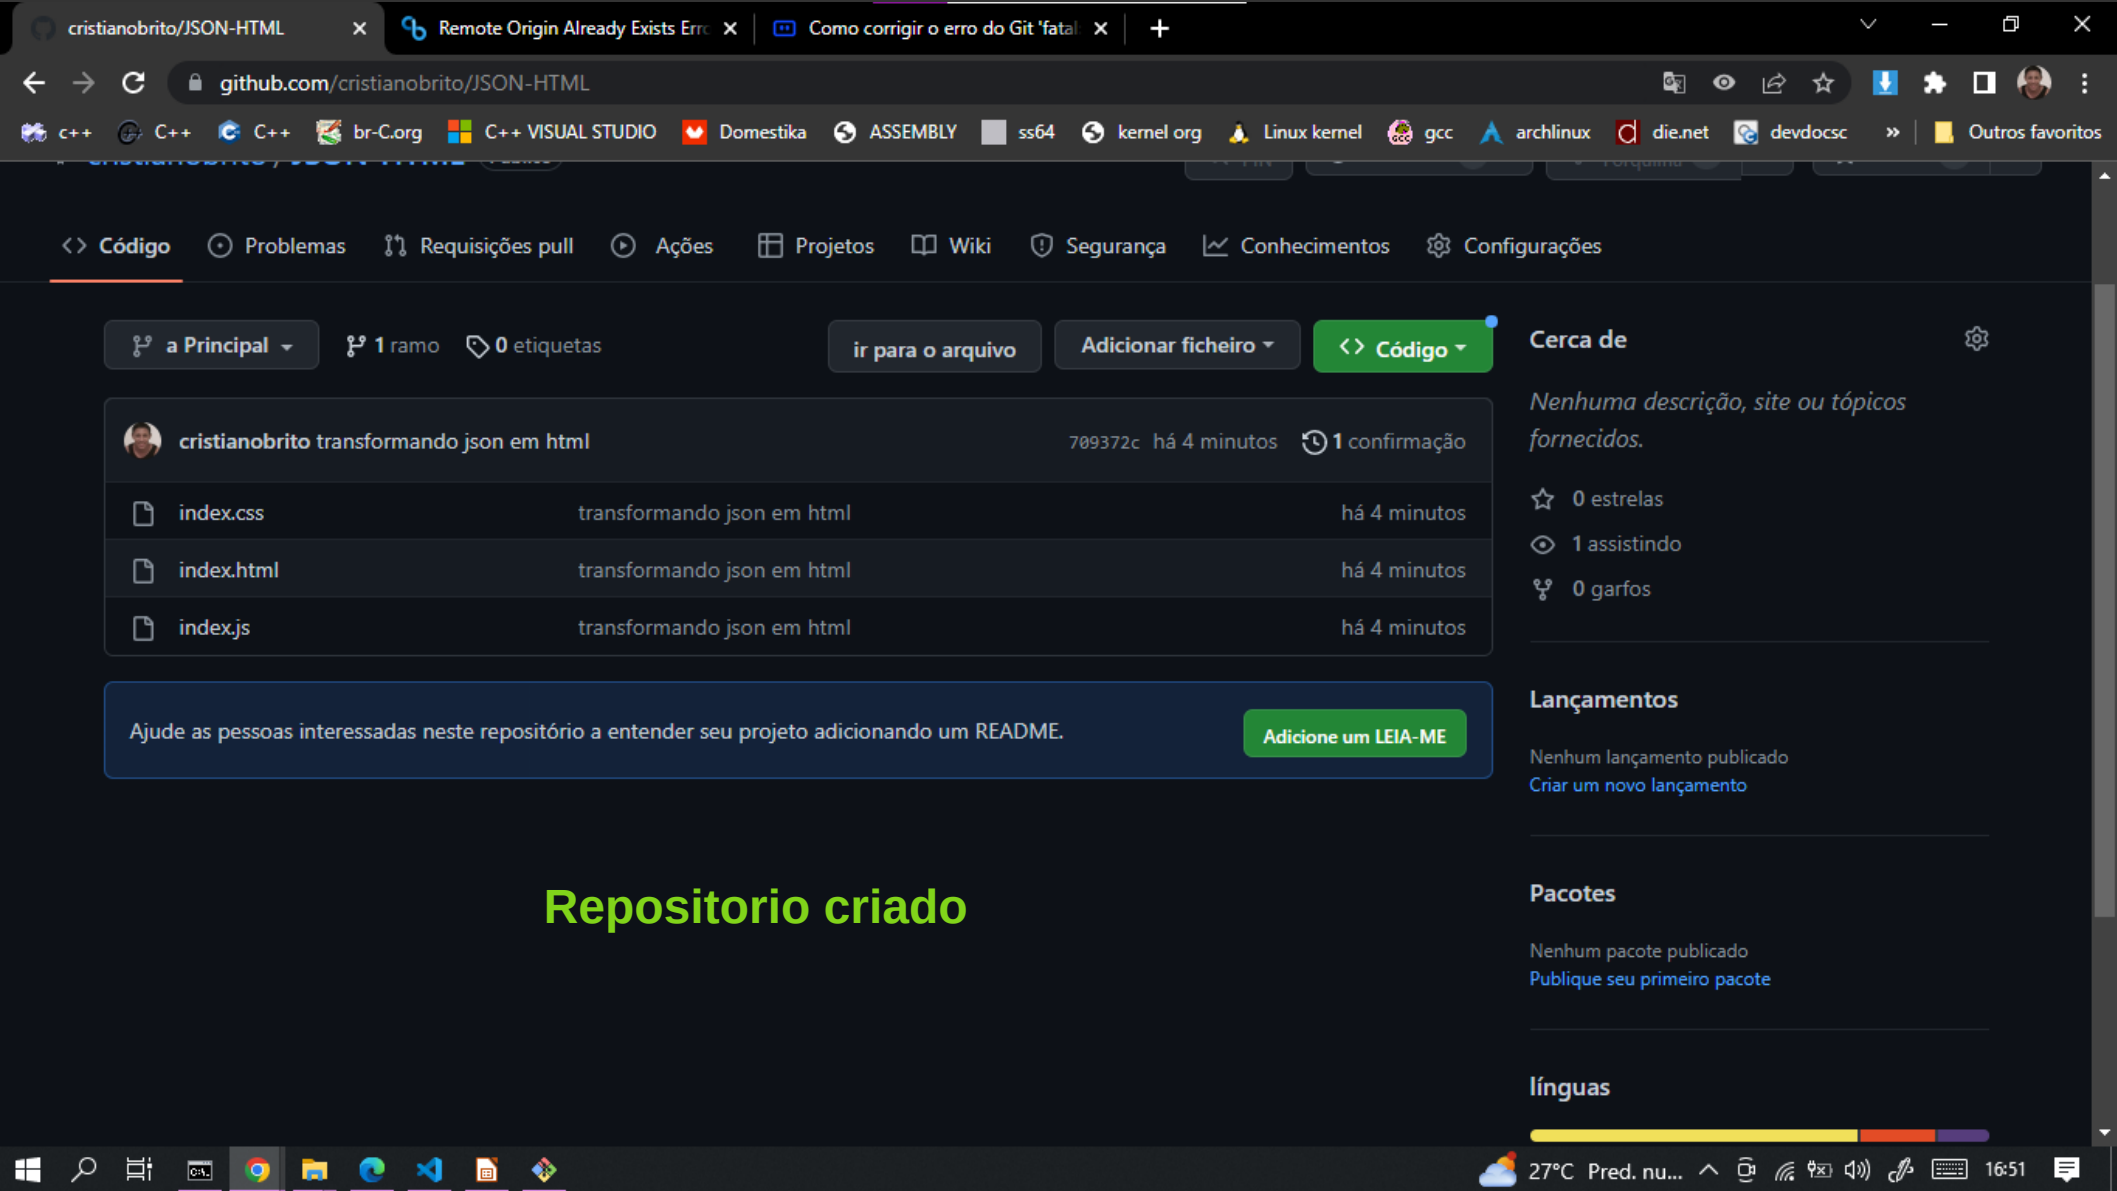 cristianobrito/JSON-HTML
Remote Origin Already Exists Erro
Como corrigir o erro do Git 'fatal:
github.com/cristianobrito/JSON-HTML
c++
C++
C++
br-C.org
C++ VISUAL STUDIO
Domestika
ASSEMBLY
ss64
kernel org
Linux kernel
gcc
archlinux
die.net
devdocsc
»
Outros favoritos
Código
Problemas
Requisições pull
Ações
Projetos
Wiki
Segurança
Conhecimentos
Configurações
a Principal
1 ramo
0 etiquetas
ir para o arquivo
Adicionar ficheiro
Código
cristianobrito transformando json em html
709372c há 4 minutos
1 confirmação
index.css transformando json em html há 4 minutos
index.html transformando json em html há 4 minutos
index.js transformando json em html há 4 minutos
Ajude as pessoas interessadas neste repositório a entender seu projeto adicionando um README.
Adicione um LEIA-ME
Repositorio criado
Cerca de
Nenhuma descrição, site ou tópicos
fornecidos.
0 estrelas
1 assistindo
0 garfos
Lançamentos
Nenhum lançamento publicado
Criar um novo lançamento
Pacotes
Nenhum pacote publicado
Publique seu primeiro pacote
línguas
27°C Pred. nu...
16:51